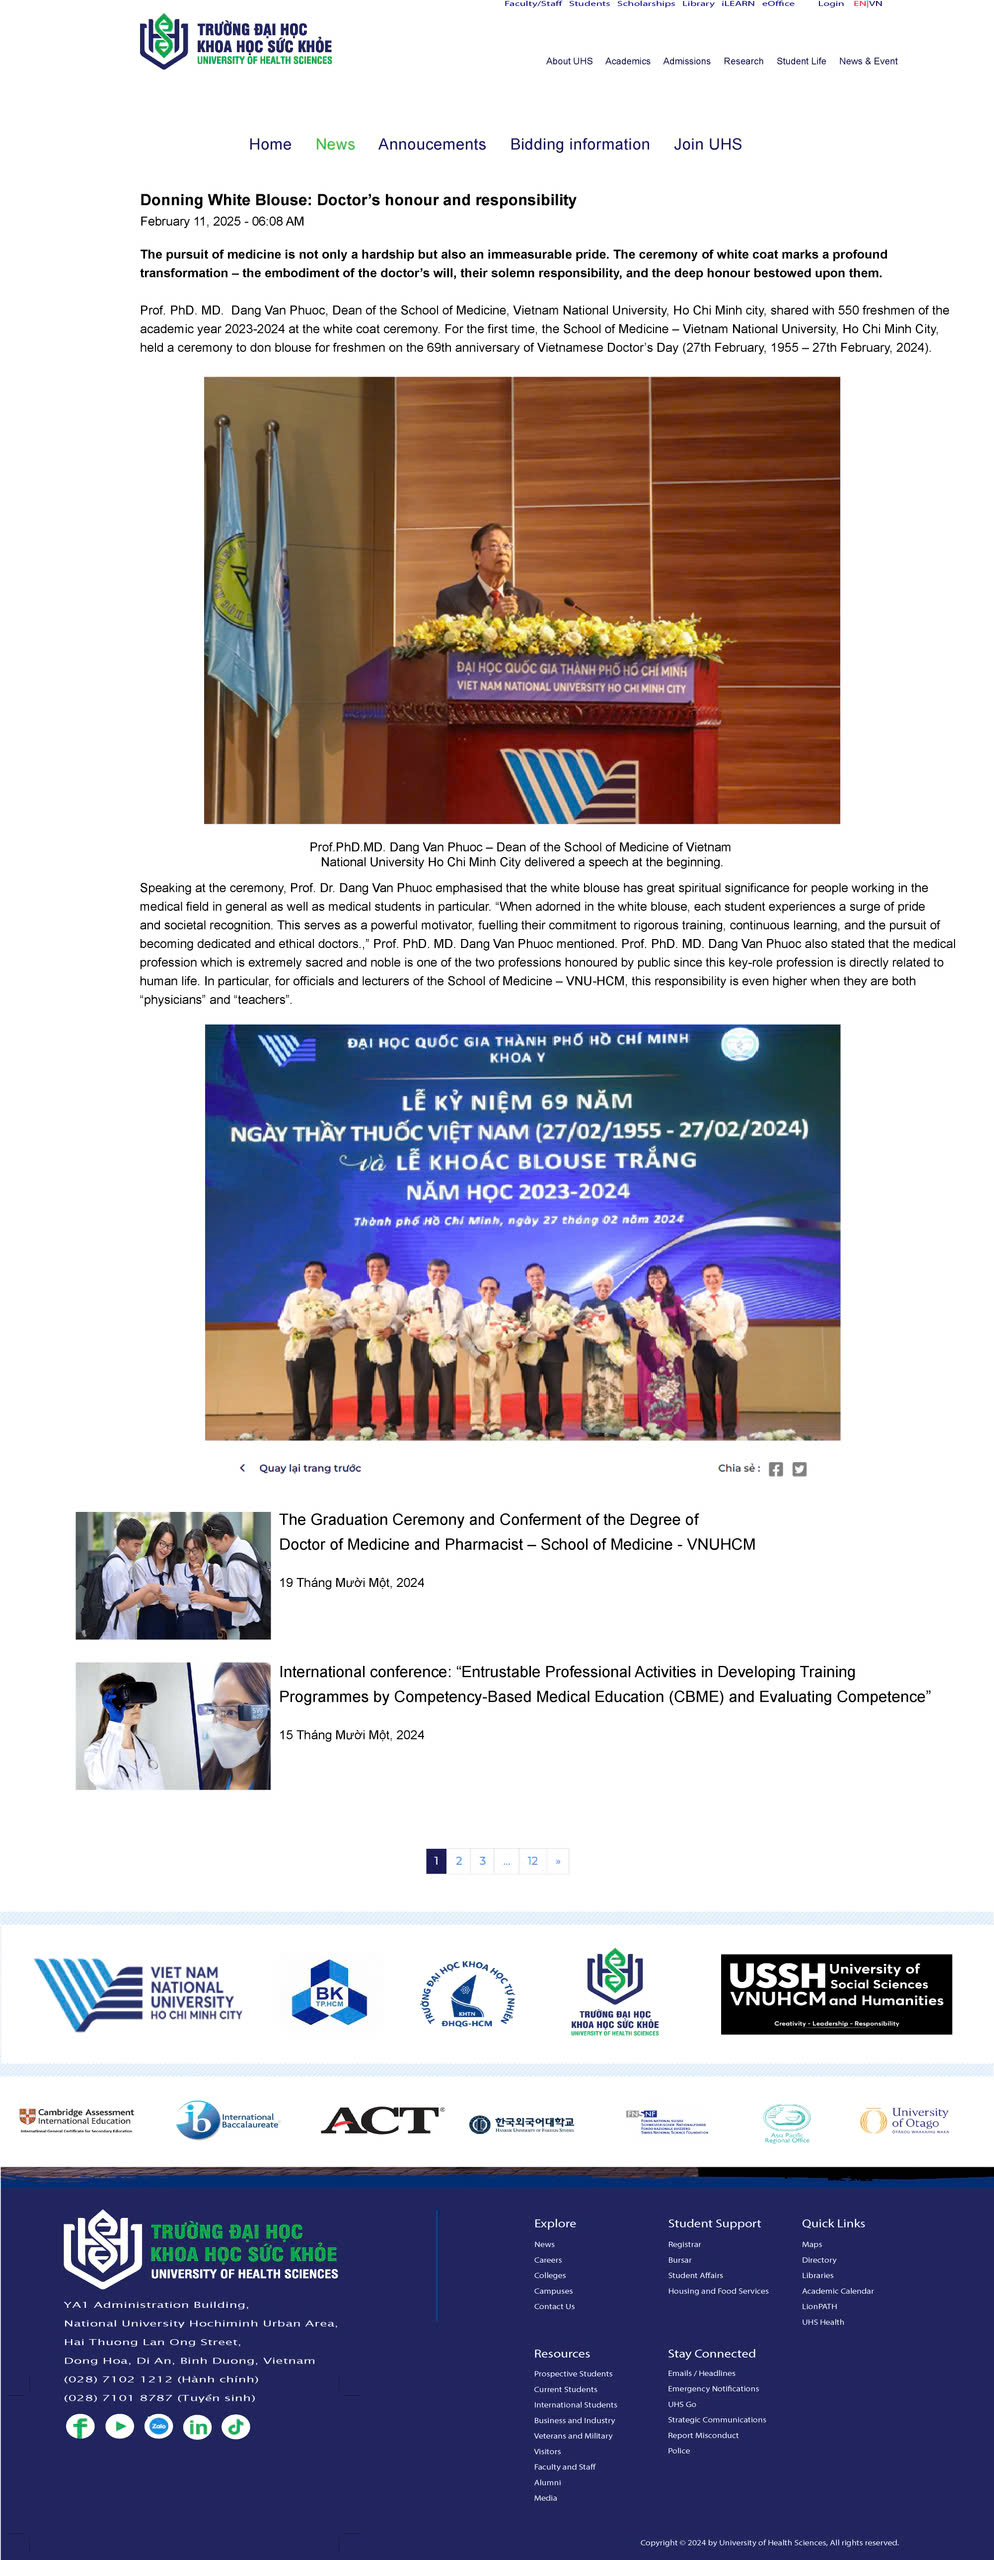 Faculty/Staff Students Scholarships Library iLEARN eOffice Login EN|VN
TRƯỜNG ĐẠI HỌC
KHOA HỌC SỨC KHỎE
UNIVERSITY OF HEALTH SCIENCES
About UHS Academics Admissions Research Student Life News & Event
Home News Annoucements Bidding information Join UHS
Donning White Blouse: Doctor’s honour and responsibility
February 11, 2025 - 06:08 AM
The pursuit of medicine is not only a hardship but also an immeasurable pride. The ceremony of white coat marks a profound
transformation – the embodiment of the doctor’s will, their solemn responsibility, and the deep honour bestowed upon them.
Prof. PhD. MD. Dang Van Phuoc, Dean of the School of Medicine, Vietnam National University, Ho Chi Minh city, shared with 550 freshmen of the
academic year 2023-2024 at the white coat ceremony. For the first time, the School of Medicine – Vietnam National University, Ho Chi Minh City,
held a ceremony to don blouse for freshmen on the 69th anniversary of Vietnamese Doctor’s Day (27th February, 1955 – 27th February, 2024).
ĐẠI HỌC QUỐC GIA THÀNH PHỐ HỒ CHÍ MINH
VIET NAM NATIONAL UNIVERSITY HO CHI MINH CITY
Prof.PhD.MD. Dang Van Phuoc – Dean of the School of Medicine of Vietnam
National University Ho Chi Minh City delivered a speech at the beginning.
Speaking at the ceremony, Prof. Dr. Dang Van Phuoc emphasised that the white blouse has great spiritual significance for people working in the
medical field in general as well as medical students in particular. “When adorned in the white blouse, each student experiences a surge of pride
and societal recognition. This serves as a powerful motivator, fuelling their commitment to rigorous training, continuous learning, and the pursuit of
becoming dedicated and ethical doctors.,” Prof. PhD. MD. Dang Van Phuoc mentioned. Prof. PhD. MD. Dang Van Phuoc also stated that the medical
profession which is extremely sacred and noble is one of the two professions honoured by public since this key-role profession is directly related to
human life. In particular, for officials and lecturers of the School of Medicine – VNU-HCM, this responsibility is even higher when they are both
“physicians” and “teachers”.
ĐẠI HỌC QUỐC GIA THÀNH PHỐ HỒ CHÍ MINH
KHOA Y
LỄ KỶ NIỆM 69 NĂM
NGÀY THẦY THUỐC VIỆT NAM (27/02/1955 - 27/02/2024)
và LỄ KHOÁC BLOUSE TRẮNG
NĂM HỌC 2023-2024
Thành phố Hồ Chí Minh, ngày 27 tháng 02 năm 2024
Quay lại trang trước
Chia sẻ :
The Graduation Ceremony and Conferment of the Degree of
Doctor of Medicine and Pharmacist – School of Medicine - VNUHCM
19 Tháng Mười Một, 2024
International conference: “Entrustable Professional Activities in Developing Training
Programmes by Competency-Based Medical Education (CBME) and Evaluating Competence”
15 Tháng Mười Một, 2024
1 2 3 ... 12 »
VIET NAM
NATIONAL
UNIVERSITY
HO CHI MINH CITY
BK
TP.HCM
TRƯỜNG ĐẠI HỌC KHOA HỌC TỰ NHIÊN
KHTN
ĐHQG-HCM
TRƯỜNG ĐẠI HỌC
KHOA HỌC SỨC KHỎE
UNIVERSITY OF HEALTH SCIENCES
USSH
VNUHCM
University of
Social Sciences
and Humanities
Creativity - Leadership - Responsibility
Cambridge Assessment
International Education
International General Certificate for Secondary Education
ib
International
Baccalaureate
ACT
한국외국어대학교
HANKUK UNIVERSITY OF FOREIGN STUDIES
FNSNF
Asia Pacific
Regional Office
University
of Otago
TRƯỜNG ĐẠI HỌC
KHOA HỌC SỨC KHỎE
UNIVERSITY OF HEALTH SCIENCES
YA1 Administration Building,
National University Hochiminh Urban Area,
Hai Thuong Lan Ong Street,
Dong Hoa, Di An, Binh Duong, Vietnam
(028) 7102 1212 (Hành chính)
(028) 7101 8787 (Tuyển sinh)
Zalo
Explore
News
Careers
Colleges
Campuses
Contact Us
Student Support
Registrar
Bursar
Student Affairs
Housing and Food Services
Quick Links
Maps
Directory
Libraries
Academic Calendar
LionPATH
UHS Health
Resources
Prospective Students
Current Students
International Students
Business and Industry
Veterans and Military
Visitors
Faculty and Staff
Alumni
Media
Stay Connected
Emails / Headlines
Emergency Notifications
UHS Go
Strategic Communications
Report Misconduct
Police
Copyright © 2024 by University of Health Sciences, All rights reserved.